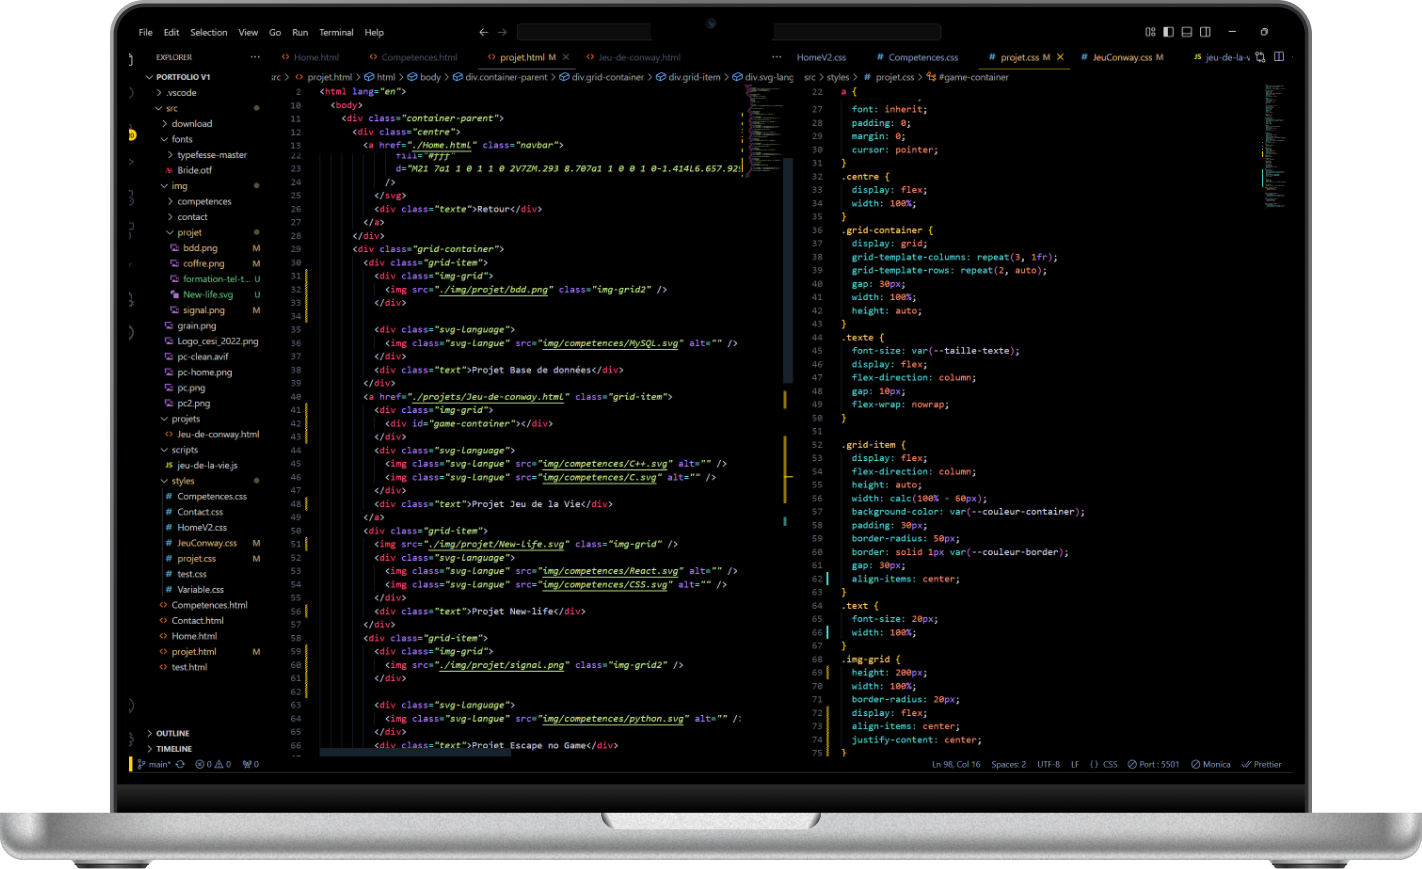 File Edit Selection View Go Run Terminal Help
EXPLORER
PORTFOLIO V1
.vscode
src
download
fonts
typefesse-master
Bride.otf
img
competences
contact
projet
bdd.png M
coffre.png M
formation-tel-t... U
New-life.svg U
signal.png M
grain.png
Logo_cesi_2022.png
pc-clean.avif
pc-home.png
pc.png
pc2.png
projets
Jeu-de-conway.html
scripts
JS jeu-de-la-vie.js
styles
# Competences.css
# Contact.css
# HomeV2.css
# JeuConway.css M
# projet.css M
# test.css
# Variable.css
Competences.html
Contact.html
Home.html
projet.html M
test.html
OUTLINE
TIMELINE
Home.html Competences.html projet.html M Jeu-de-conway.html
projet.html > html > body > div.container-parent > div.grid-container > div.grid-item > div.svg-lang
2 <html lang="en">
10 <body>
11 <div class="container-parent">
12 <div class="centre">
13 <a href="./Home.html" class="navbar">
22 fill="#fff"
23 d="M21 7a1 1 0 1 1 0 2V7ZM.293 8.707a1 1 0 0 1 0-1.414L6.657.929
24 />
25 </svg>
26 <div class="texte">Retour</div>
27 </a>
28 </div>
29 <div class="grid-container">
30 <div class="grid-item">
31 <div class="img-grid">
32 <img src="./img/projet/bdd.png" class="img-grid2" />
33 </div>
34
35 <div class="svg-language">
36 <img class="svg-language" src="img/competences/MySQL.svg" alt="" />
37 </div>
38 <div class="text">Projet Base de données</div>
39 </div>
40 <a href="./projets/Jeu-de-conway.html" class="grid-item">
41 <div class="img-grid">
42 <div id="game-container"></div>
43 </div>
44 <div class="svg-language">
45 <img class="svg-langue" src="img/competences/C++.svg" alt="" />
46 <img class="svg-langue" src="img/competences/C.svg" alt="" />
47 </div>
48 <div class="text">Projet Jeu de la Vie</div>
49 </a>
50 <div class="grid-item">
51 <img src="./img/projet/New-life.svg" class="img-grid" />
52 <div class="svg-language">
53 <img class="svg-langue" src="img/competences/React.svg" alt="" />
54 <img class="svg-langue" src="img/competences/CSS.svg" alt="" />
55 </div>
56 <div class="text">Projet New-life</div>
57 </div>
58 <div class="grid-item">
59 <div class="img-grid">
60 <img src="./img/projet/signal.png" class="img-grid2" />
61 </div>
62
63 <div class="svg-language">
64 <img class="svg-langue" src="img/competences/python.svg" alt="" />
65 </div>
66 <div class="text">Projet Escape no Game</div>
HomeV2.css # Competences.css # projet.css M # JeuConway.css M JS jeu-de-la-v
src > styles > # projet.css > #game-container
22 a {
27 font: inherit;
28 padding: 0;
29 margin: 0;
30 cursor: pointer;
31 }
32 .centre {
33 display: flex;
34 width: 100%;
35 }
36 .grid-container {
37 display: grid;
38 grid-template-columns: repeat(3, 1fr);
39 grid-template-rows: repeat(2, auto);
40 gap: 30px;
41 width: 100%;
42 height: auto;
43 }
44 .texte {
45 font-size: var(--taille-texte);
46 display: flex;
47 flex-direction: column;
48 gap: 10px;
49 flex-wrap: nowrap;
50 }
51
52 .grid-item {
53 display: flex;
54 flex-direction: column;
55 height: auto;
56 width: calc(100% - 60px);
57 background-color: var(--couleur-container);
58 padding: 30px;
59 border-radius: 50px;
60 border: solid 1px var(--couleur-border);
61 gap: 30px;
62 align-items: center;
63 }
64 .text {
65 font-size: 20px;
66 width: 100%;
67 }
68 .img-grid {
69 height: 200px;
70 width: 100%;
71 border-radius: 20px;
72 display: flex;
73 align-items: center;
74 justify-content: center;
75 }
main* 0 0 0 Ln 98, Col 16 Spaces: 2 UTF-8 LF {} CSS Port : 5501 Monica Prettier